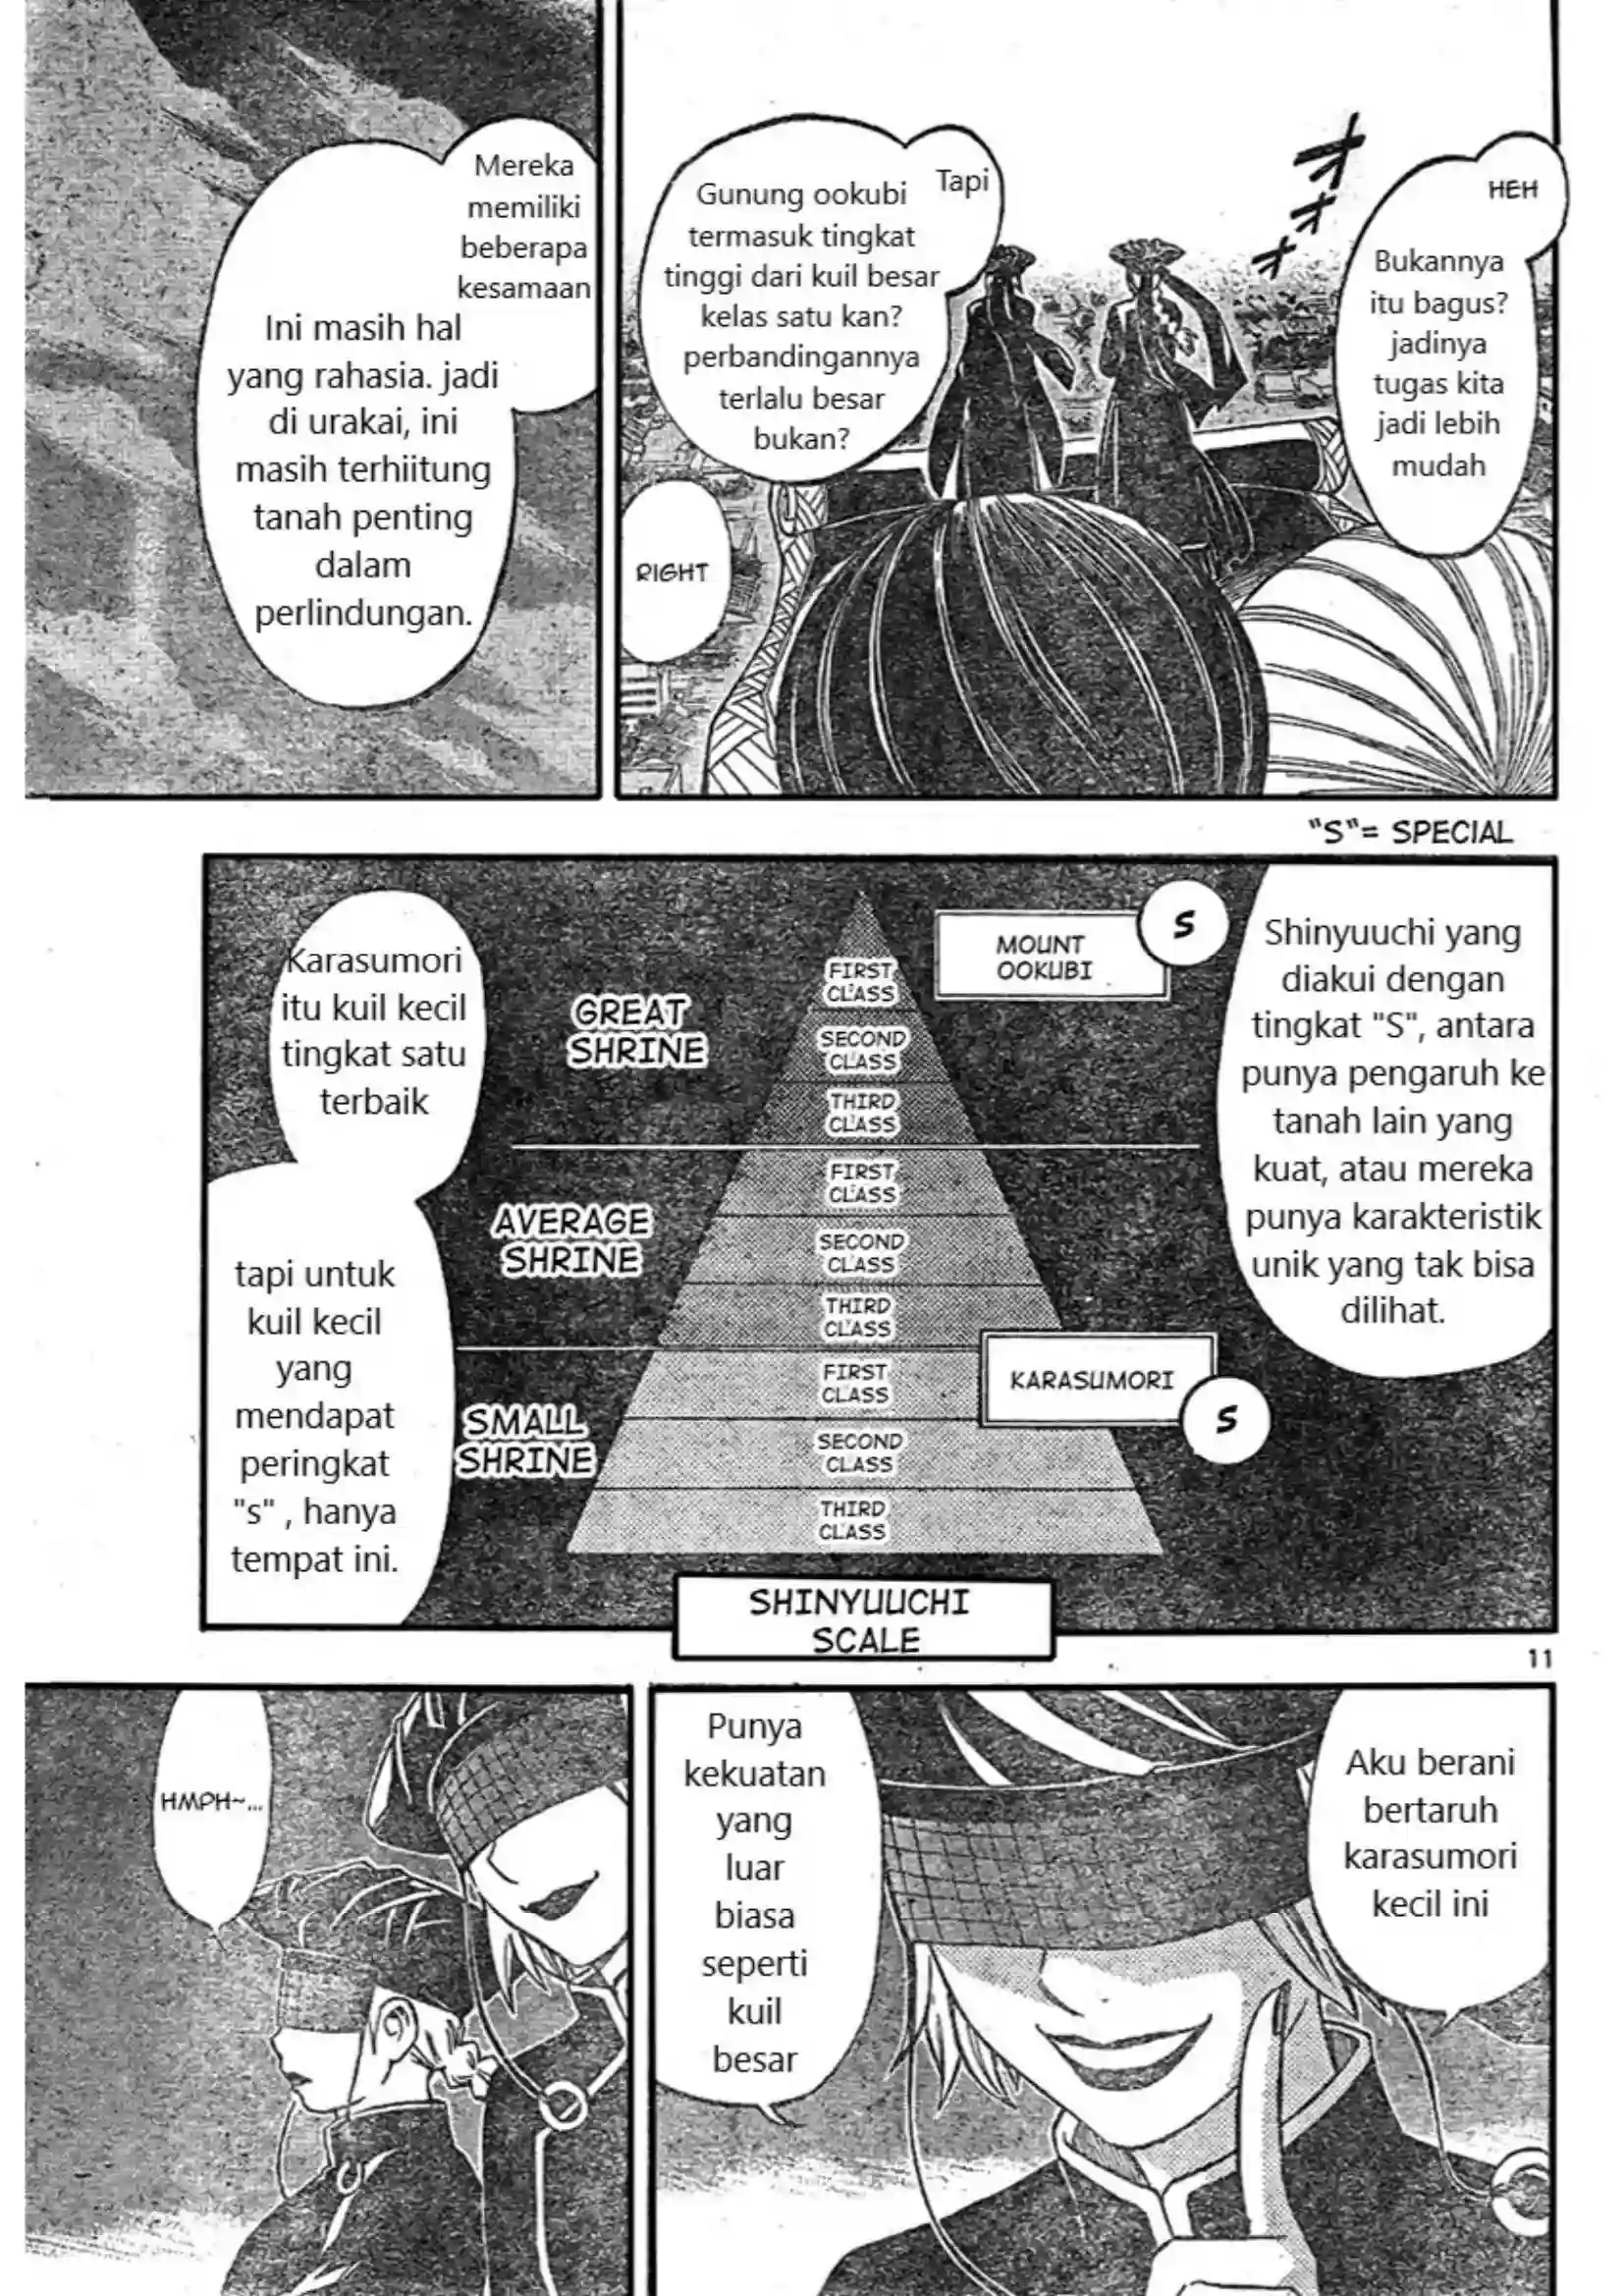 HEH
Bukannya
itu bagus?
jadinya
tugas kita
jadi lebih
mudah
Tapi
Gunung ookubi
termasuk tingkat
tinggi dari kuil besar
kelas satu kan?
perbandingannya
terlalu besar
bukan?
RIGHT
Mereka
memiliki
beberapa
kesamaan
Ini masih hal
yang rahasia. jadi
di urakai, ini
masih terhiitung
tanah penting
dalam
perlindungan.
"S"= SPECIAL
Shinyuuchi yang
diakui dengan
tingkat "S", antara
punya pengaruh ke
tanah lain yang
kuat, atau mereka
punya karakteristik
unik yang tak bisa
dilihat.
MOUNT
OOKUBI
S
GREAT
SHRINE
FIRST
CLASS
SECOND
CLASS
THIRD
CLASS
AVERAGE
SHRINE
FIRST
CLASS
SECOND
CLASS
THIRD
CLASS
SMALL
SHRINE
FIRST
CLASS
SECOND
CLASS
THIRD
CLASS
KARASUMORI
S
SHINYUUCHI
SCALE
Karasumori
itu kuil kecil
tingkat satu
terbaik
tapi untuk
kuil kecil
yang
mendapat
peringkat
"s" , hanya
tempat ini.
11
Aku berani
bertaruh
karasumori
kecil ini
Punya
kekuatan
yang
luar
biasa
seperti
kuil
besar
HMPH~...